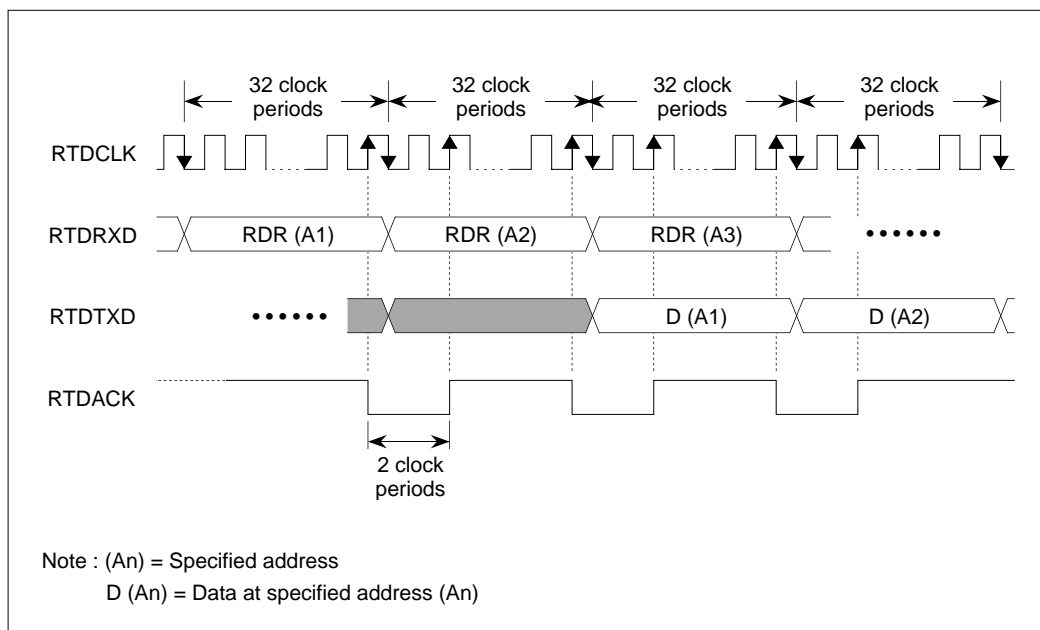 32 clock periods
32 clock periods
32 clock periods
32 clock periods
RTDCLK
RTDRXD
RDR (A1)
RDR (A2)
RDR (A3)
••••••
RTDTXD
••••••
D (A1)
D (A2)
RTDACK
2 clock periods
Note : (An) = Specified address
D (An) = Data at specified address (An)